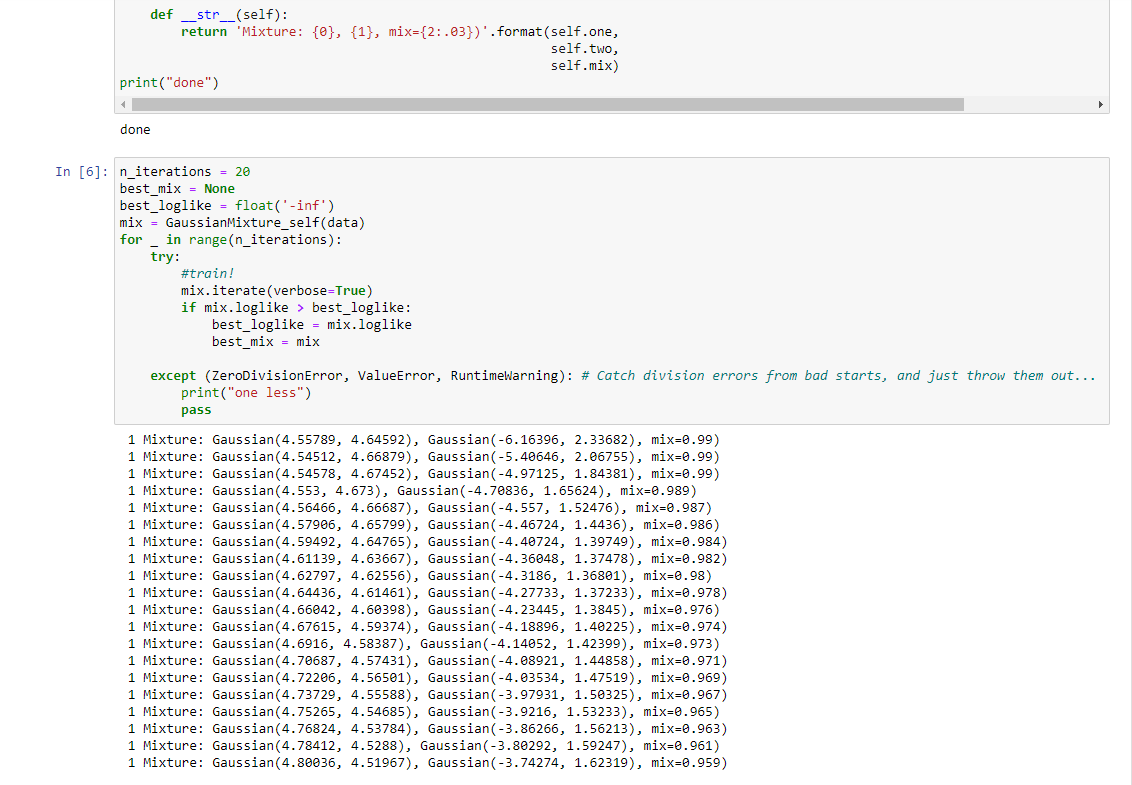 def __str__(self):
        return 'Mixture: {0}, {1}, mix={2:.03})'.format(self.one,
                                                        self.two,
                                                        self.mix)
print("done")
done
In [6]:
n_iterations = 20
best_mix = None
best_loglike = float('-inf')
mix = GaussianMixture_self(data)
for _ in range(n_iterations):
    try:
        #train!
        mix.iterate(verbose=True)
        if mix.loglike > best_loglike:
            best_loglike = mix.loglike
            best_mix = mix
    except (ZeroDivisionError, ValueError, RuntimeWarning): # Catch division errors from bad starts, and just throw them out...
        print("one less")
        pass
1 Mixture: Gaussian(4.55789, 4.64592), Gaussian(-6.16396, 2.33682), mix=0.99)
1 Mixture: Gaussian(4.54512, 4.66879), Gaussian(-5.40646, 2.06755), mix=0.99)
1 Mixture: Gaussian(4.54578, 4.67452), Gaussian(-4.97125, 1.84381), mix=0.99)
1 Mixture: Gaussian(4.553, 4.673), Gaussian(-4.70836, 1.65624), mix=0.989)
1 Mixture: Gaussian(4.56466, 4.66687), Gaussian(-4.557, 1.52476), mix=0.987)
1 Mixture: Gaussian(4.57906, 4.65799), Gaussian(-4.46724, 1.4436), mix=0.986)
1 Mixture: Gaussian(4.59492, 4.64765), Gaussian(-4.40724, 1.39749), mix=0.984)
1 Mixture: Gaussian(4.61139, 4.63667), Gaussian(-4.36048, 1.37478), mix=0.982)
1 Mixture: Gaussian(4.62797, 4.62556), Gaussian(-4.3186, 1.36801), mix=0.98)
1 Mixture: Gaussian(4.64436, 4.61461), Gaussian(-4.27733, 1.37233), mix=0.978)
1 Mixture: Gaussian(4.66042, 4.60398), Gaussian(-4.23445, 1.3845), mix=0.976)
1 Mixture: Gaussian(4.67615, 4.59374), Gaussian(-4.18896, 1.40225), mix=0.974)
1 Mixture: Gaussian(4.6916, 4.58387), Gaussian(-4.14052, 1.42399), mix=0.973)
1 Mixture: Gaussian(4.70687, 4.57431), Gaussian(-4.08921, 1.44858), mix=0.971)
1 Mixture: Gaussian(4.72206, 4.56501), Gaussian(-4.03534, 1.47519), mix=0.969)
1 Mixture: Gaussian(4.73729, 4.55588), Gaussian(-3.97931, 1.50325), mix=0.967)
1 Mixture: Gaussian(4.75265, 4.54685), Gaussian(-3.9216, 1.53233), mix=0.965)
1 Mixture: Gaussian(4.76824, 4.53784), Gaussian(-3.86266, 1.56213), mix=0.963)
1 Mixture: Gaussian(4.78412, 4.5288), Gaussian(-3.80292, 1.59247), mix=0.961)
1 Mixture: Gaussian(4.80036, 4.51967), Gaussian(-3.74274, 1.62319), mix=0.959)